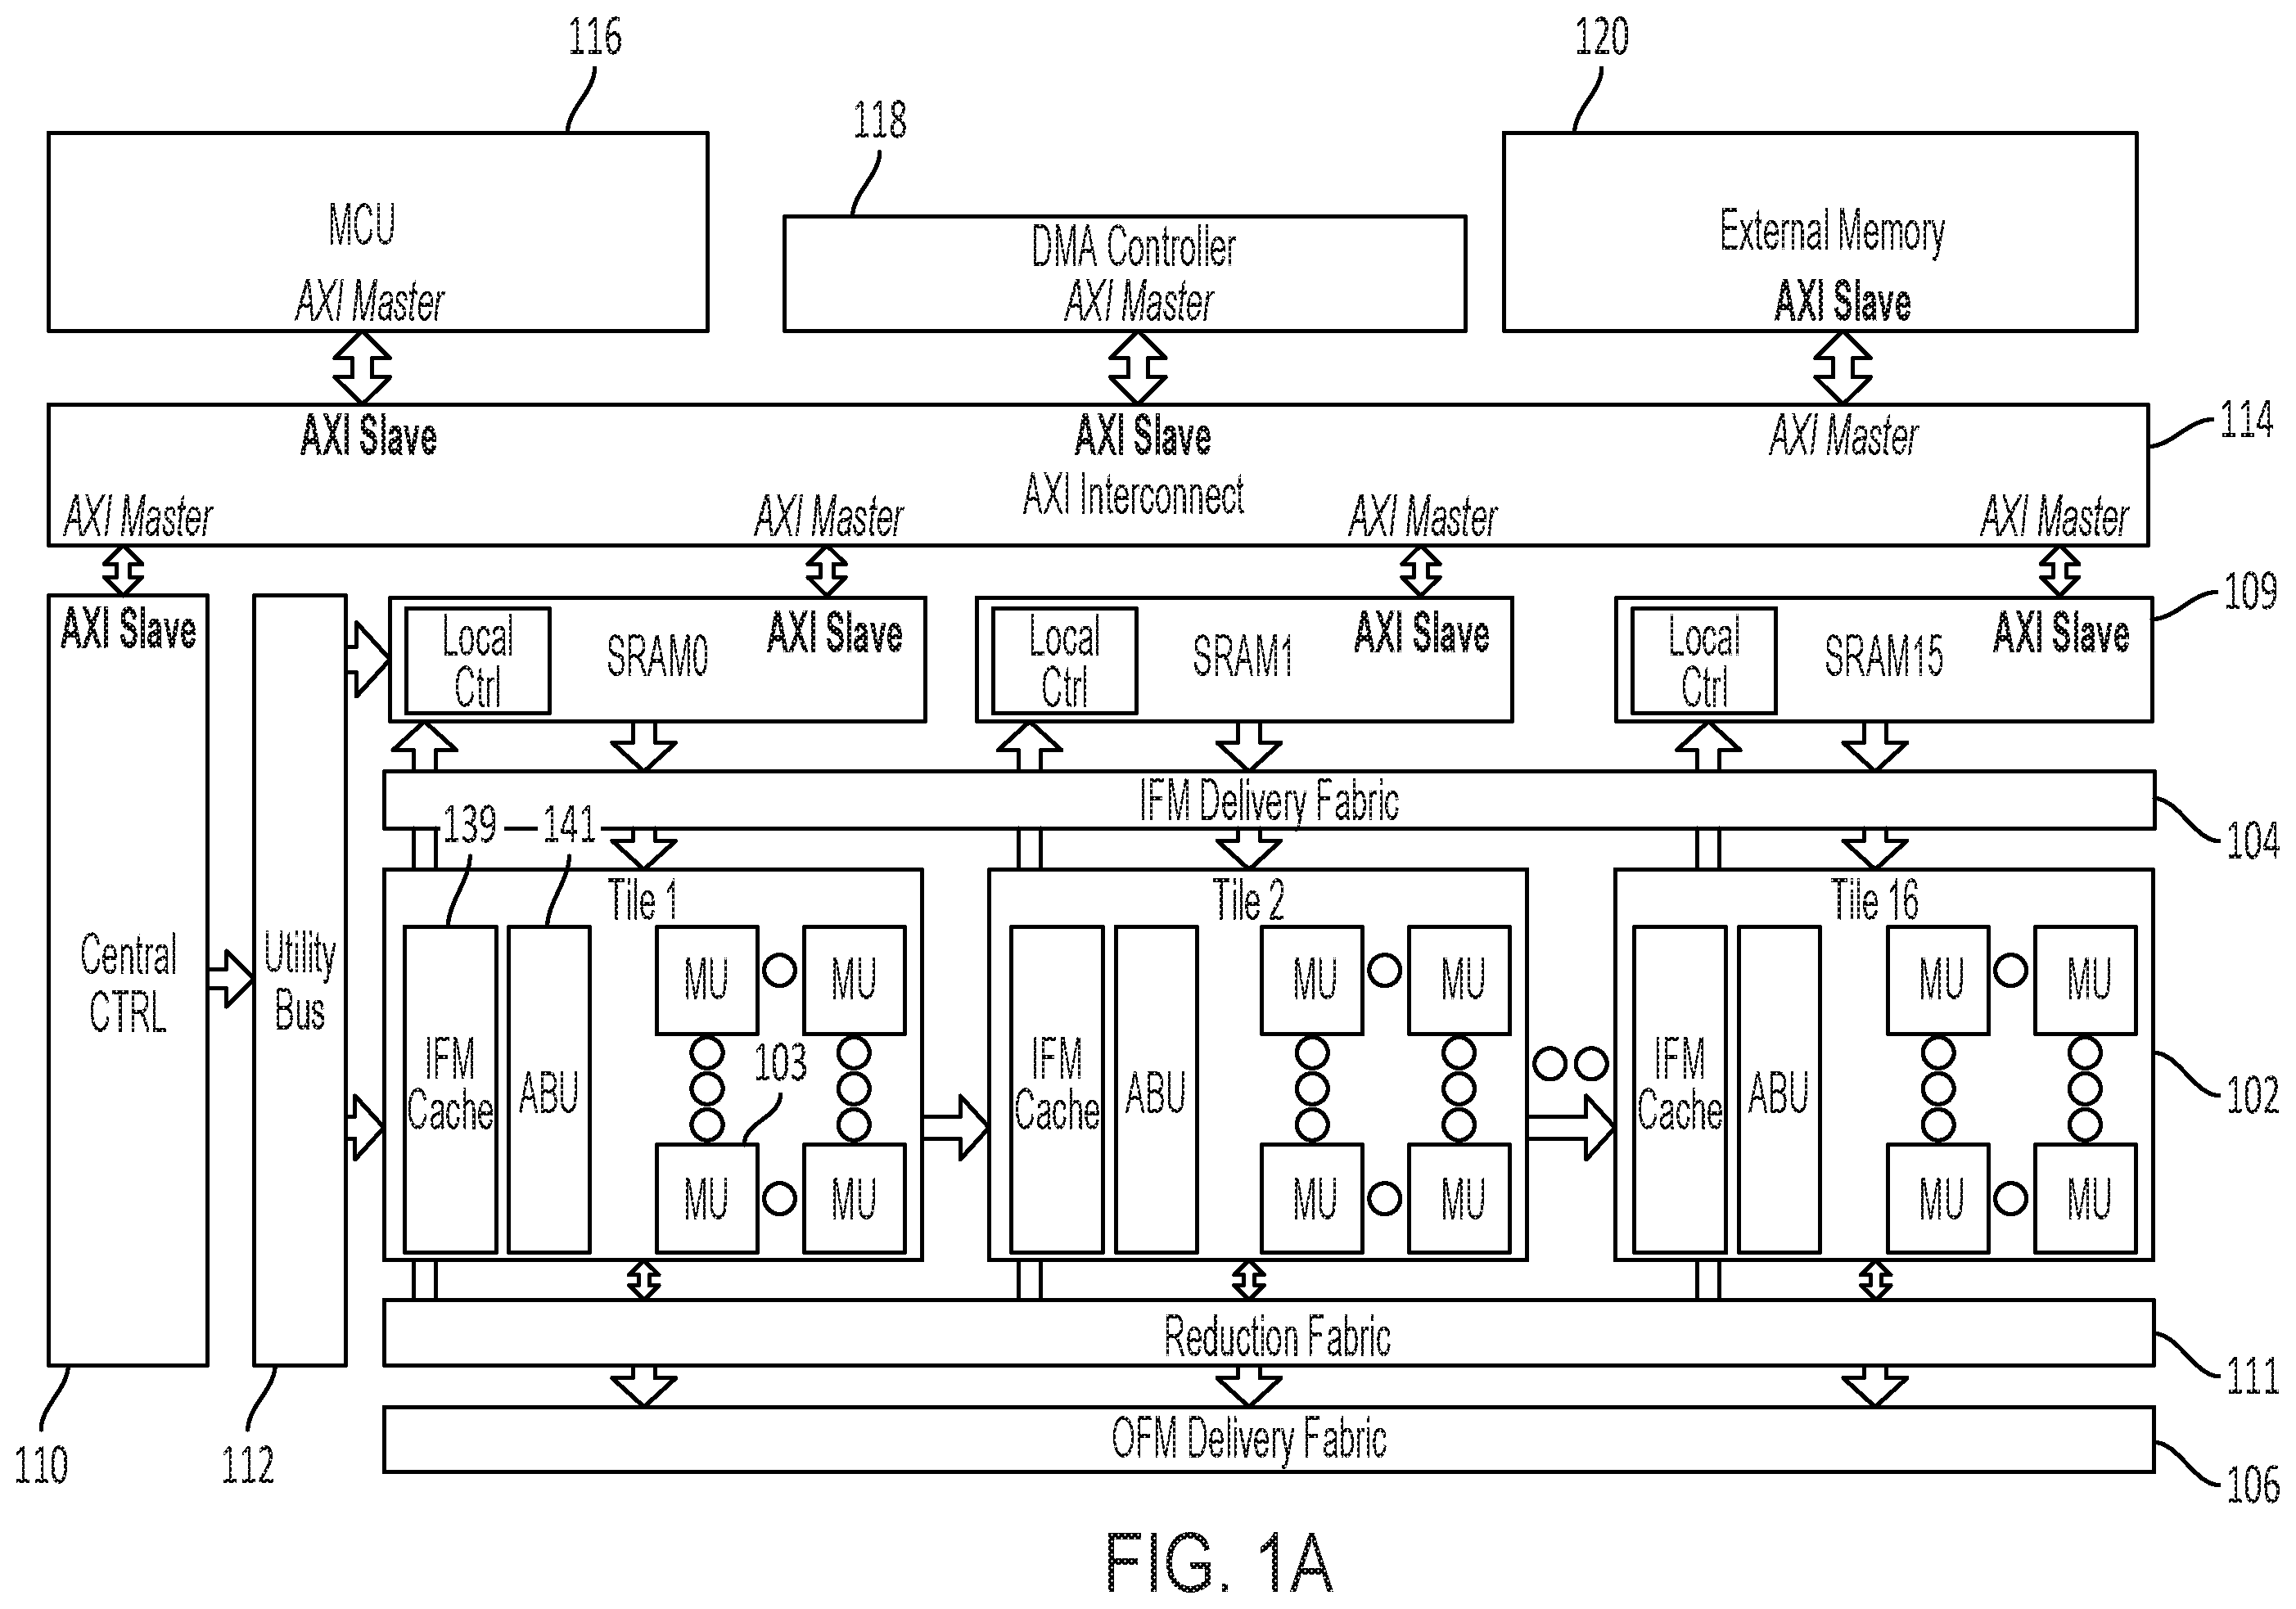 116
120
118
MCU
AXI Master
DMA Controller
AXI Master
External Memory
AXI Slave
AXI Slave
AXI Slave
AXI Master
114
AXI Interconnect
AXI Master
AXI Master
AXI Master
AXI Master
109
AXI Slave
Local
Ctrl
SRAM0
AXI Slave
Local
Ctrl
SRAM1
AXI Slave
Local
Ctrl
SRAM15
AXI Slave
IFM Delivery Fabric
139
141
104
Central
CTRL
Utility
Bus
Tile 1
IFM
Cache
ABU
MU
MU
103
MU
MU
Tile 2
IFM
Cache
ABU
MU
MU
MU
MU
Tile 16
IFM
Cache
ABU
MU
MU
MU
MU
102
Reduction Fabric
111
OFM Delivery Fabric
110
112
106
FIG. 1A